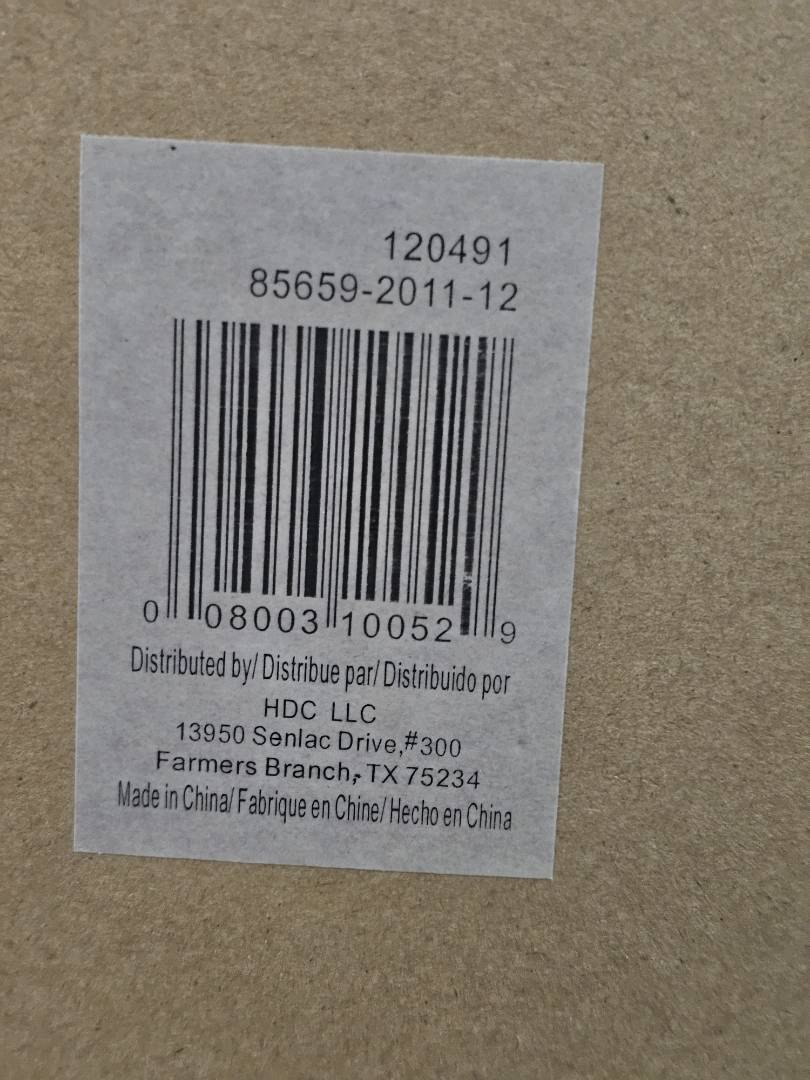 120491
85659-2011-12
0 08003 10052 9
Distributed by/ Distribue par/ Distribuido por
HDC LLC
13950 Senlac Drive,#300
Farmers Branch, TX 75234
Made in China/ Fabrique en Chine/ Hecho en China